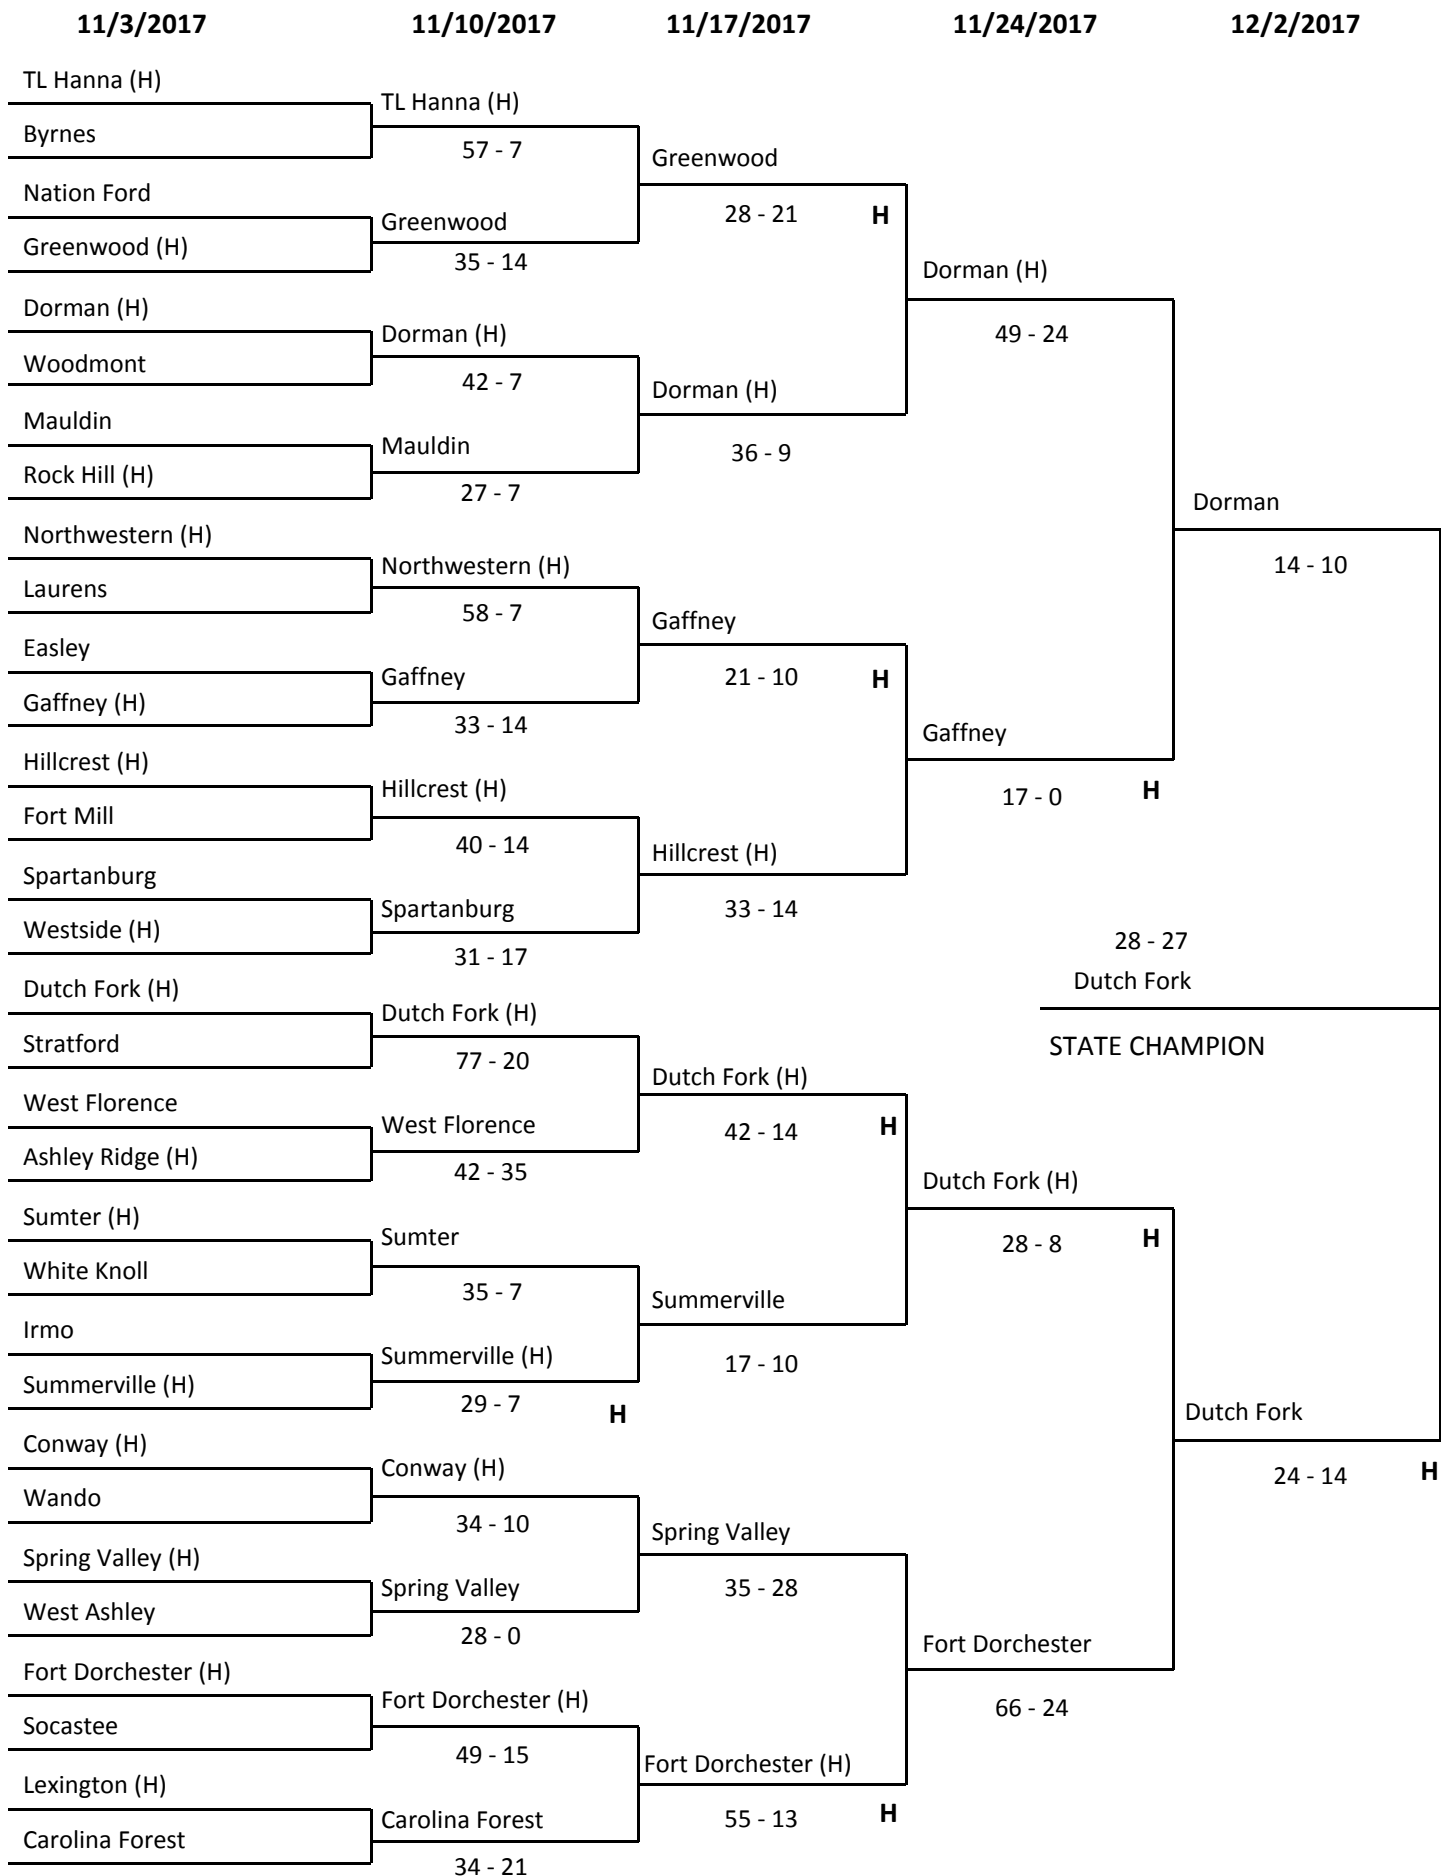 11/3/2017 11/10/2017 11/17/2017 11/24/2017 12/2/2017
TL Hanna (H)
Byrnes
Nation Ford
Greenwood (H)
Dorman (H)
Woodmont
Mauldin
Rock Hill (H)
Northwestern (H)
Laurens
Easley
Gaffney (H)
Hillcrest (H)
Fort Mill
Spartanburg
Westside (H)
Dutch Fork (H)
Stratford
West Florence
Ashley Ridge (H)
Sumter (H)
White Knoll
Irmo
Summerville (H)
Conway (H)
Wando
Spring Valley (H)
West Ashley
Fort Dorchester (H)
Socastee
Lexington (H)
Carolina Forest
TL Hanna (H)
57 - 7
Greenwood
35 - 14
Dorman (H)
42 - 7
Mauldin
27 - 7
Northwestern (H)
58 - 7
Gaffney
33 - 14
Hillcrest (H)
40 - 14
Spartanburg
31 - 17
Dutch Fork (H)
77 - 20
West Florence
42 - 35
Sumter
35 - 7
Summerville (H)
29 - 7 H
Conway (H)
34 - 10
Spring Valley
28 - 0
Fort Dorchester (H)
49 - 15
Carolina Forest
34 - 21
Greenwood
28 - 21 H
Dorman (H)
36 - 9
Gaffney
21 - 10 H
Hillcrest (H)
33 - 14
Dutch Fork (H)
42 - 14 H
Summerville
17 - 10
Spring Valley
35 - 28
Fort Dorchester (H)
55 - 13 H
Dorman (H)
49 - 24
Gaffney
17 - 0 H
Dutch Fork (H)
28 - 8 H
Fort Dorchester
66 - 24
Dorman
14 - 10
28 - 27
Dutch Fork
STATE CHAMPION
Dutch Fork
24 - 14 H